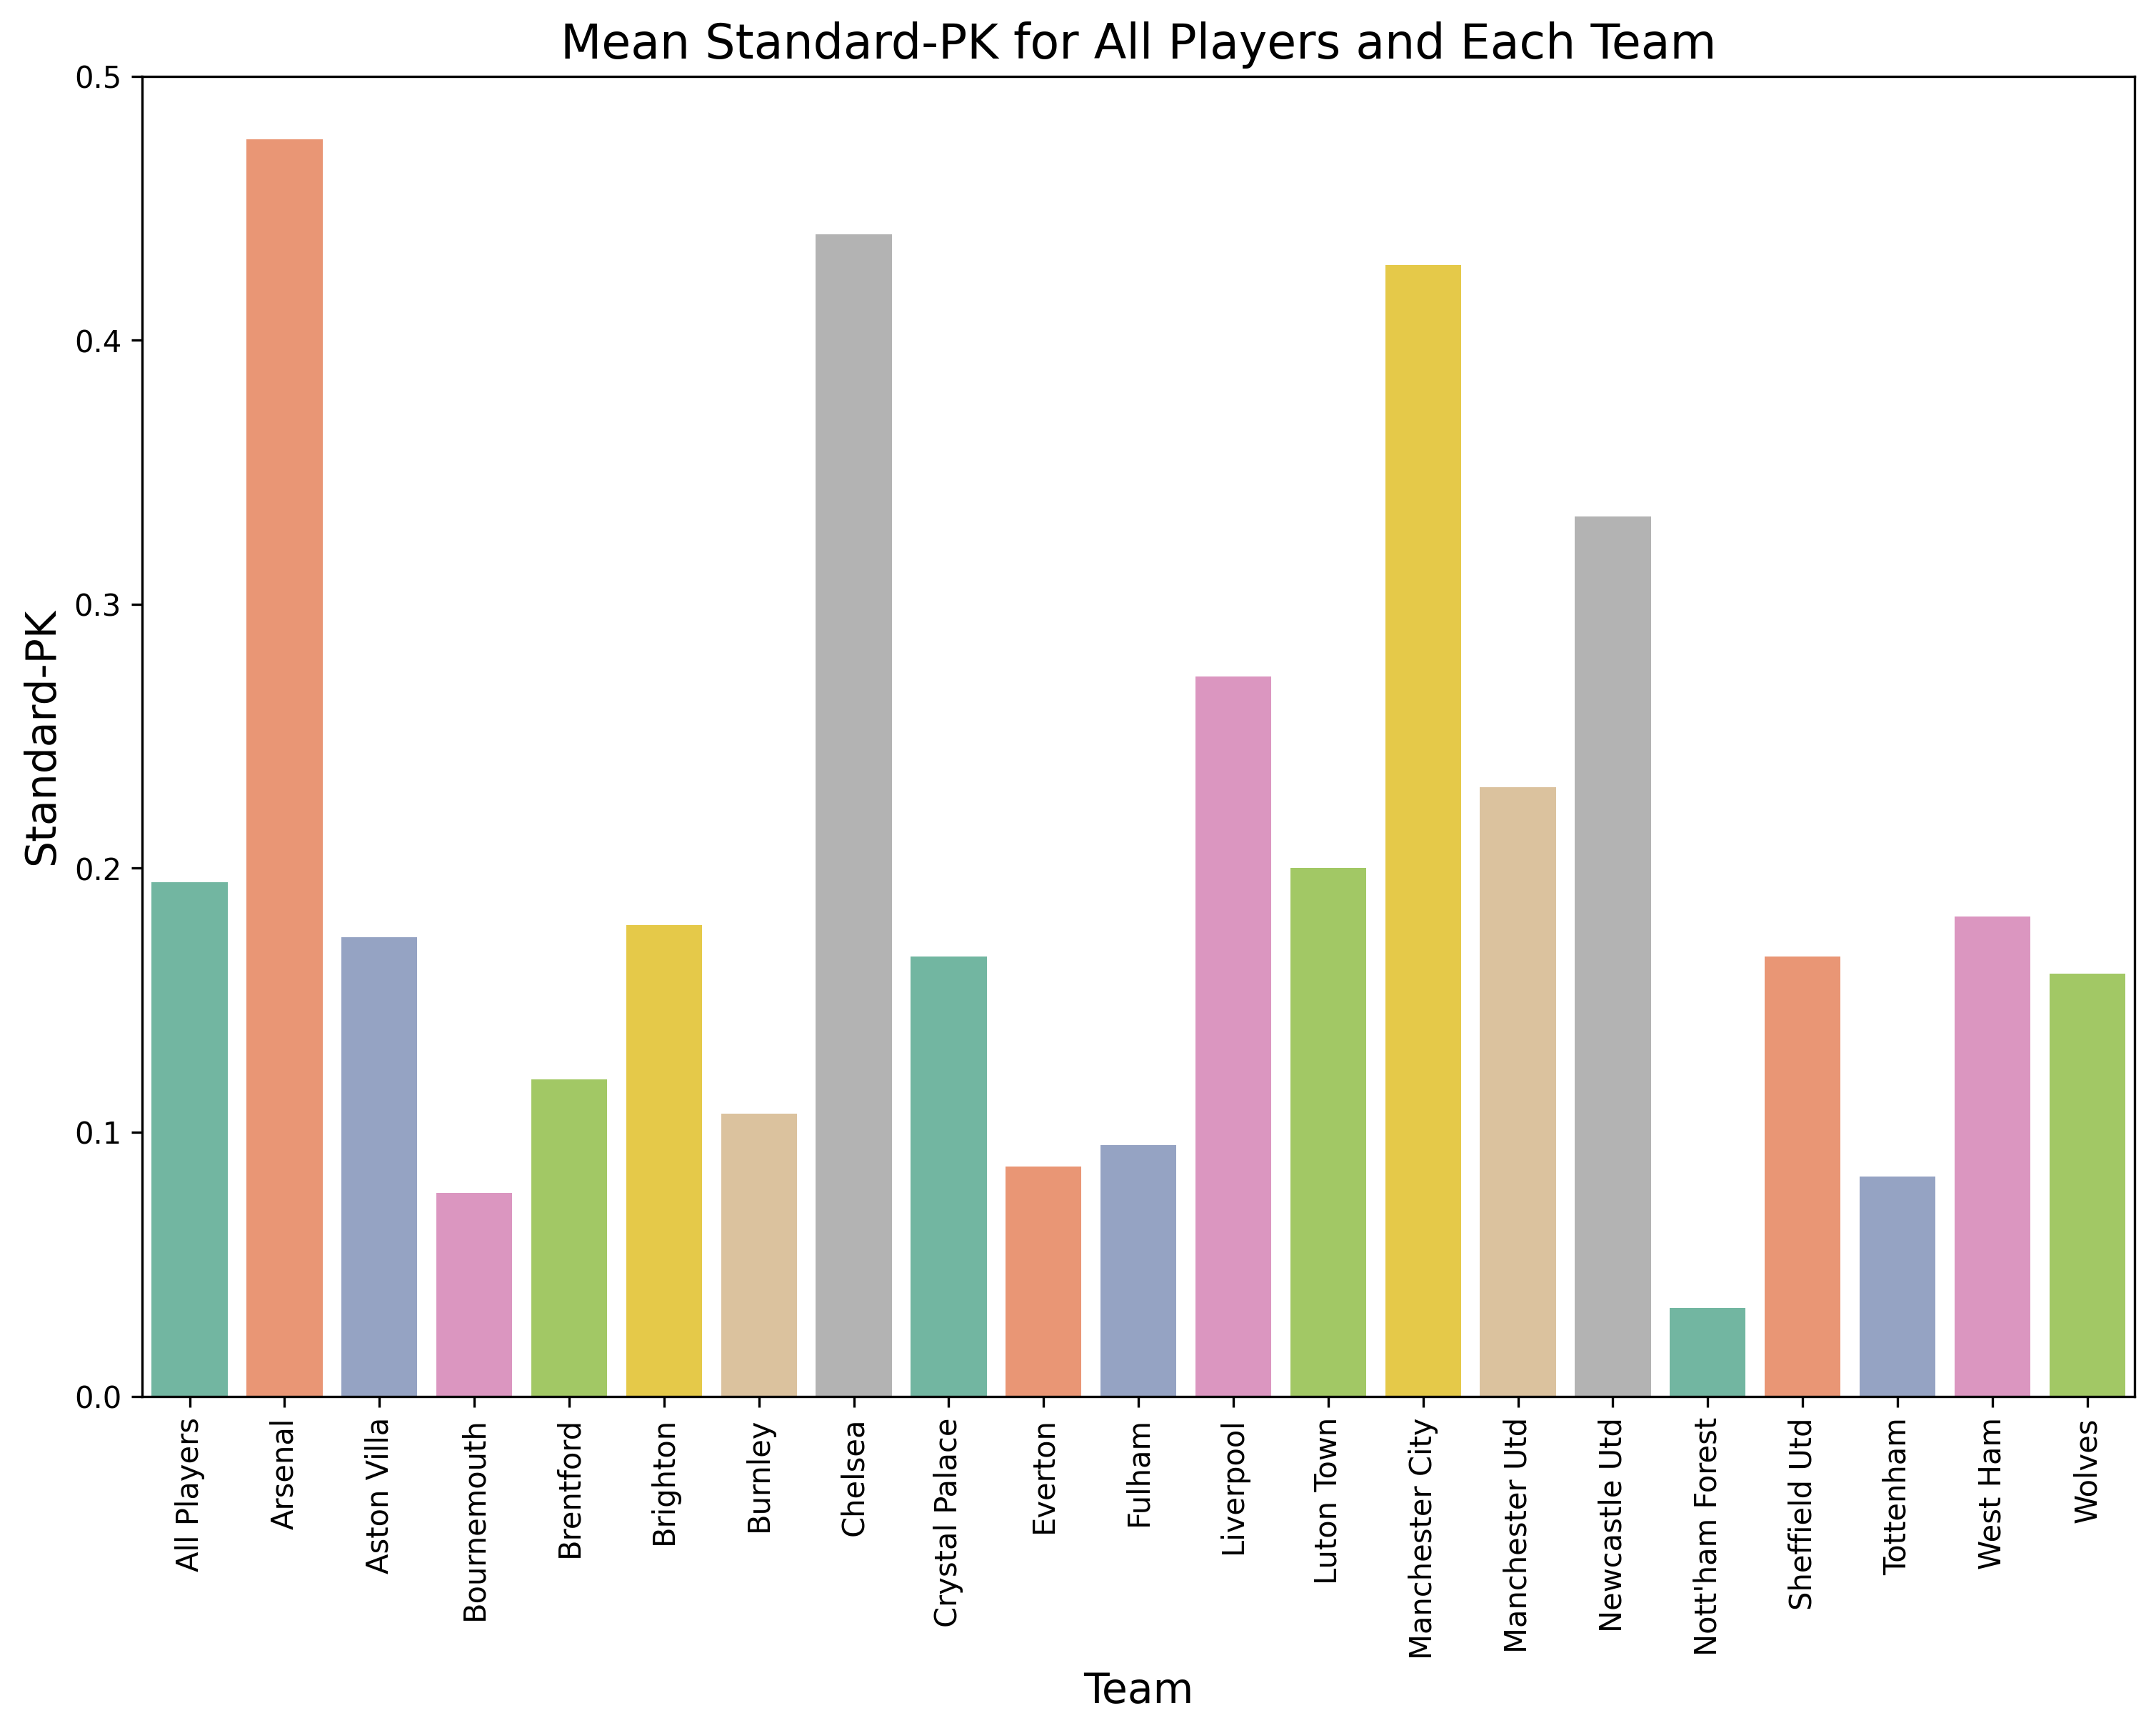 Mean Standard-PK for All Players and Each Team
Standard-PK
0.5
0.4
0.3
0.2
0.1
0.0
All Players
Arsenal
Aston Villa
Bournemouth
Brentford
Brighton
Burnley
Chelsea
Crystal Palace
Everton
Fulham
Liverpool
Luton Town
Manchester City
Manchester Utd
Newcastle Utd
Nott'ham Forest
Sheffield Utd
Tottenham
West Ham
Wolves
Team